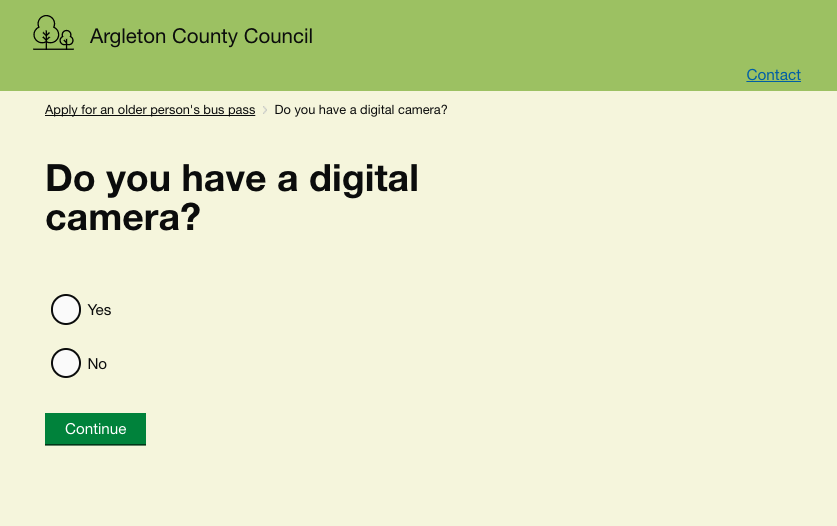 Argleton County Council
Contact
Apply for an older person's bus pass > Do you have a digital camera?
Do you have a digital
camera?
Yes
No
Continue